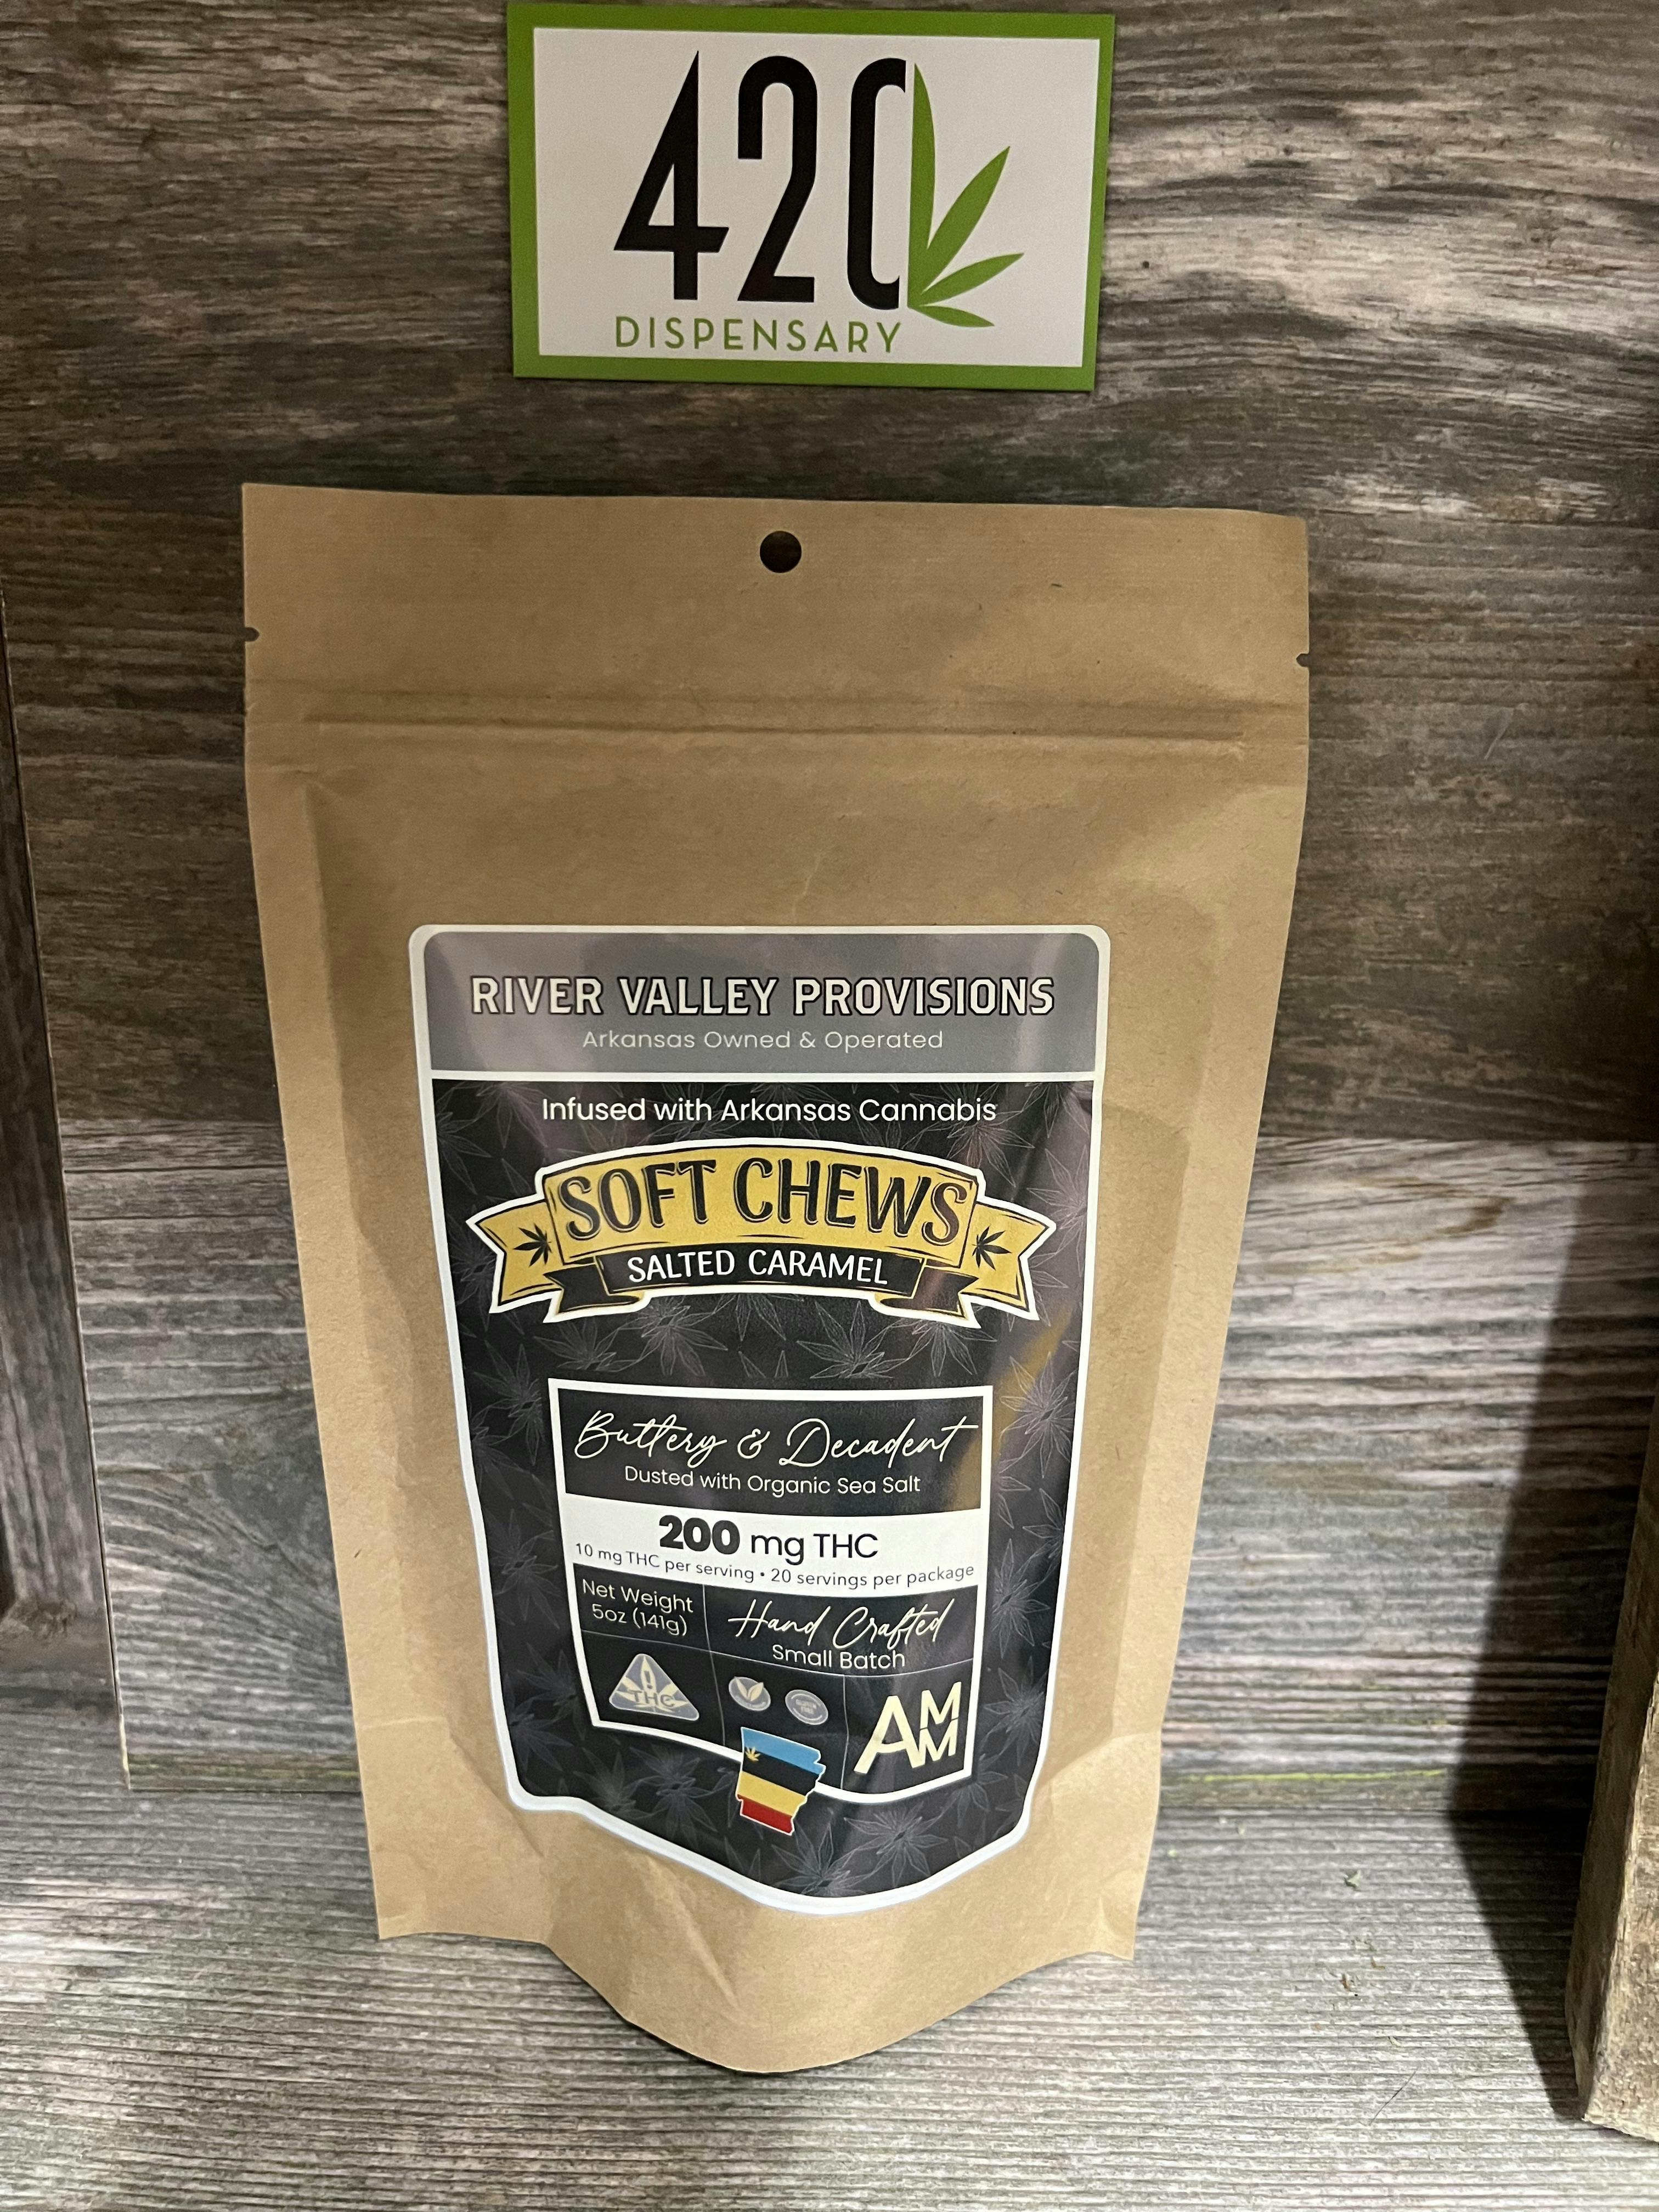 420
DISPENSARY
RIVER VALLEY PROVISIONS
Arkansas Owned & Operated
Infused with Arkansas Cannabis
SOFT CHEWS
SALTED CARAMEL
Buttery & Decadent
Dusted with Organic Sea Salt
200 mg THC
10 mg THC per serving • 20 servings per package
Net Weight
5oz (141g)
Hand Crafted
Small Batch
!
THC
AMM